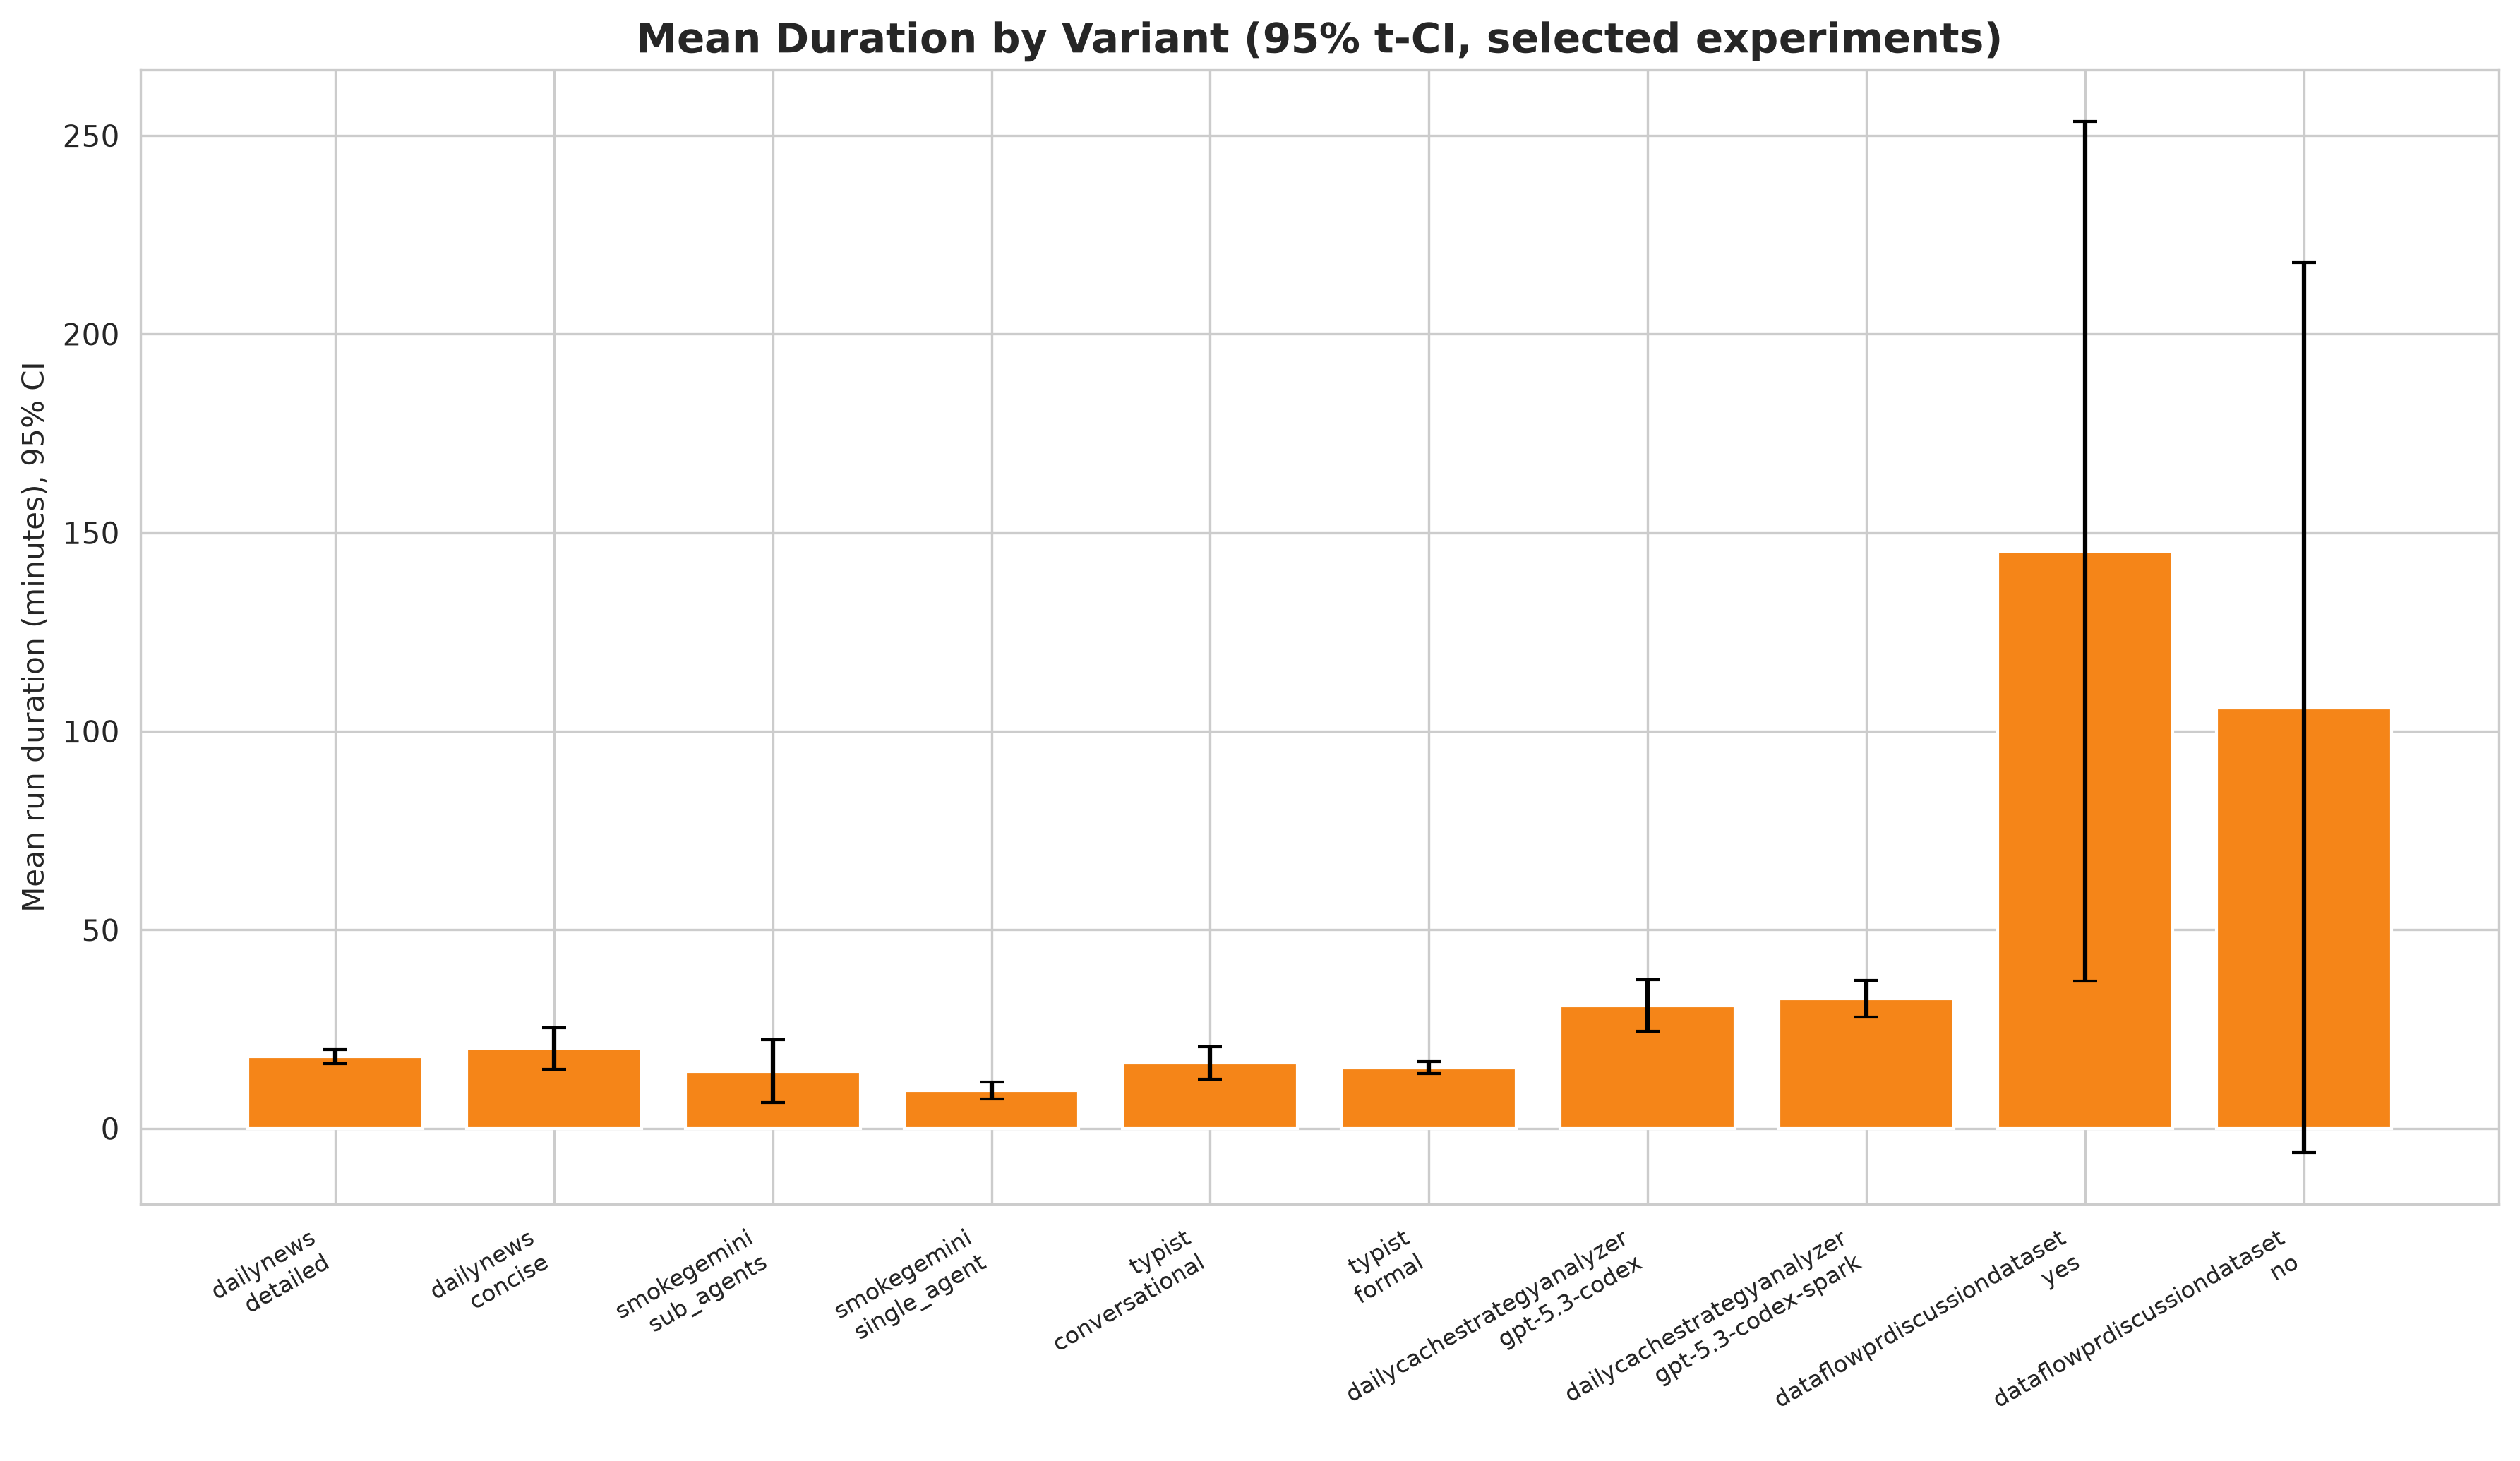 Mean Duration by Variant (95% t-CI, selected experiments)
Mean run duration (minutes), 95% CI
250
200
150
100
50
0
dailynews
detailed
dailynews
concise
smokegemini
sub_agents
smokegemini
single_agent
typist
conversational
typist
formal
dailycachestrategyanalyzer
gpt-5.3-codex
dailycachestrategyanalyzer
gpt-5.3-codex-spark
dataflowprdiscussiondataset
yes
dataflowprdiscussiondataset
no